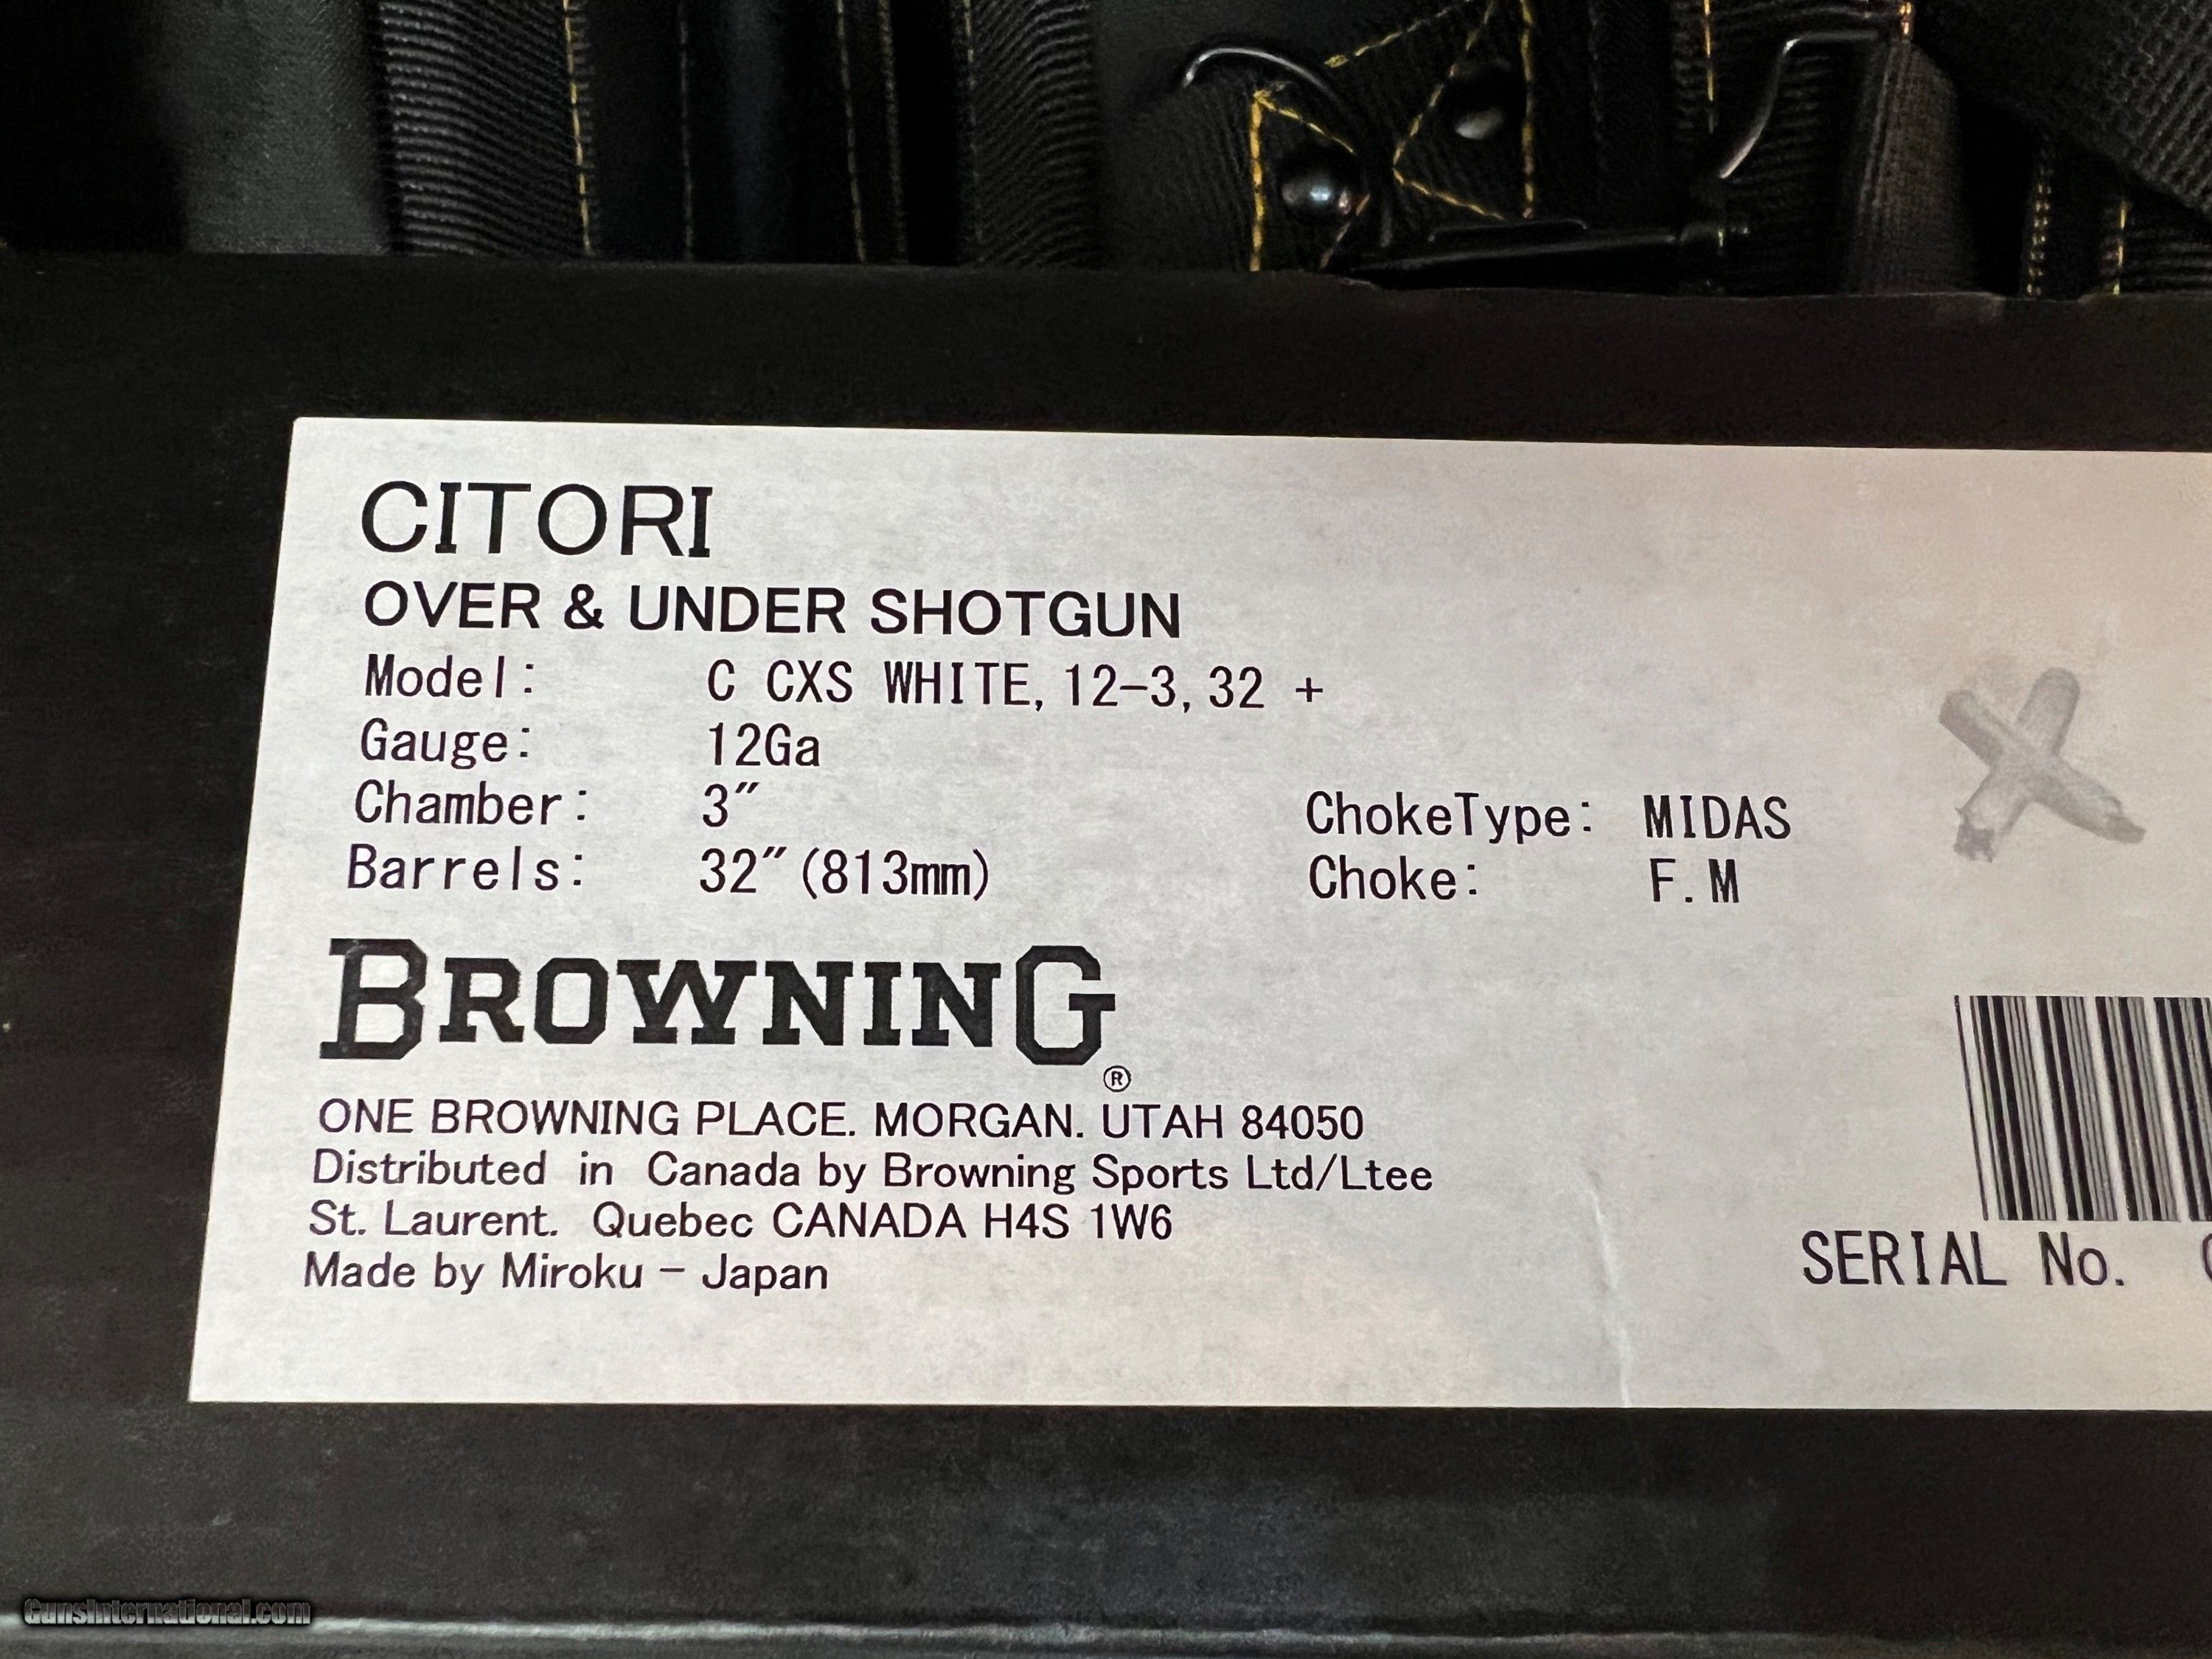 CITORI
OVER & UNDER SHOTGUN
Model: C CXS WHITE, 12-3, 32 +
Gauge: 12Ga
Chamber: 3" ChokeType: MIDAS
Barrels: 32"(813mm) Choke: F.M
BROWNING®
ONE BROWNING PLACE. MORGAN. UTAH 84050
Distributed in Canada by Browning Sports Ltd/Ltee
St. Laurent. Quebec CANADA H4S 1W6
Made by Miroku - Japan
SERIAL No.
GunsInternational.com